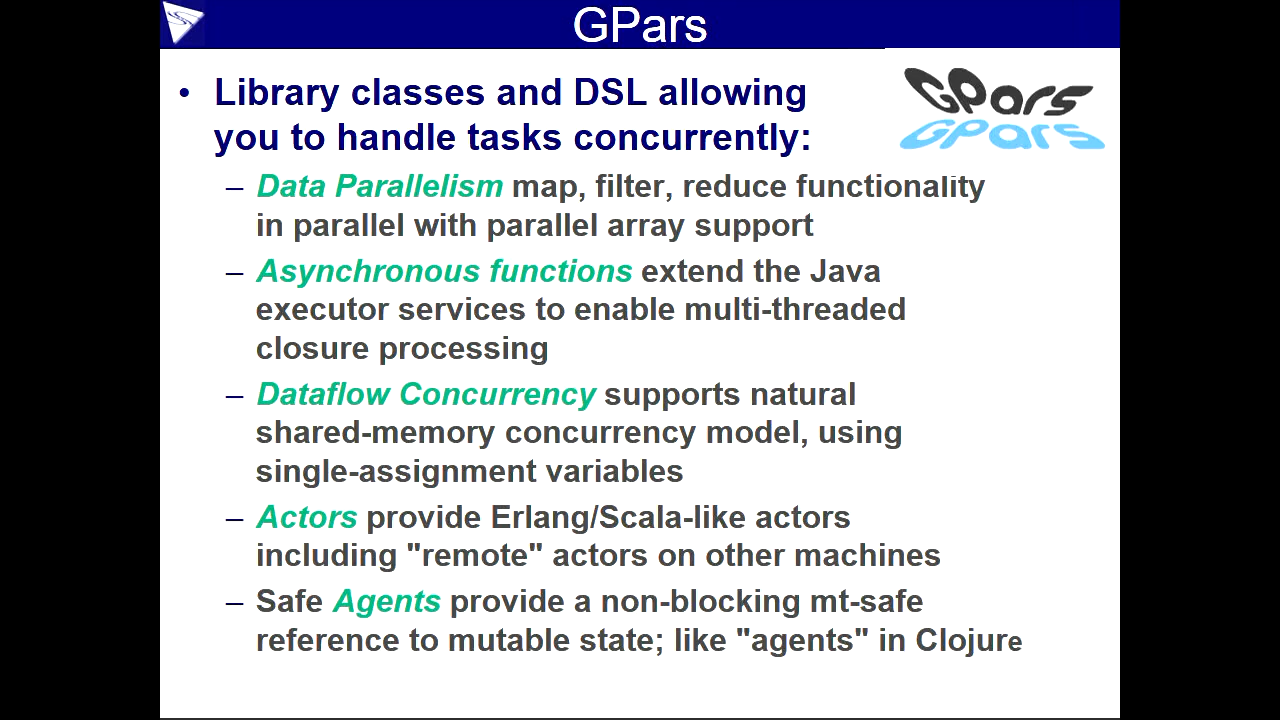 GPars
GPars
GPars
• Library classes and DSL allowing
you to handle tasks concurrently:
– Data Parallelism map, filter, reduce functionality
in parallel with parallel array support
– Asynchronous functions extend the Java
executor services to enable multi-threaded
closure processing
– Dataflow Concurrency supports natural
shared-memory concurrency model, using
single-assignment variables
– Actors provide Erlang/Scala-like actors
including "remote" actors on other machines
– Safe Agents provide a non-blocking mt-safe
reference to mutable state; like "agents" in Clojure